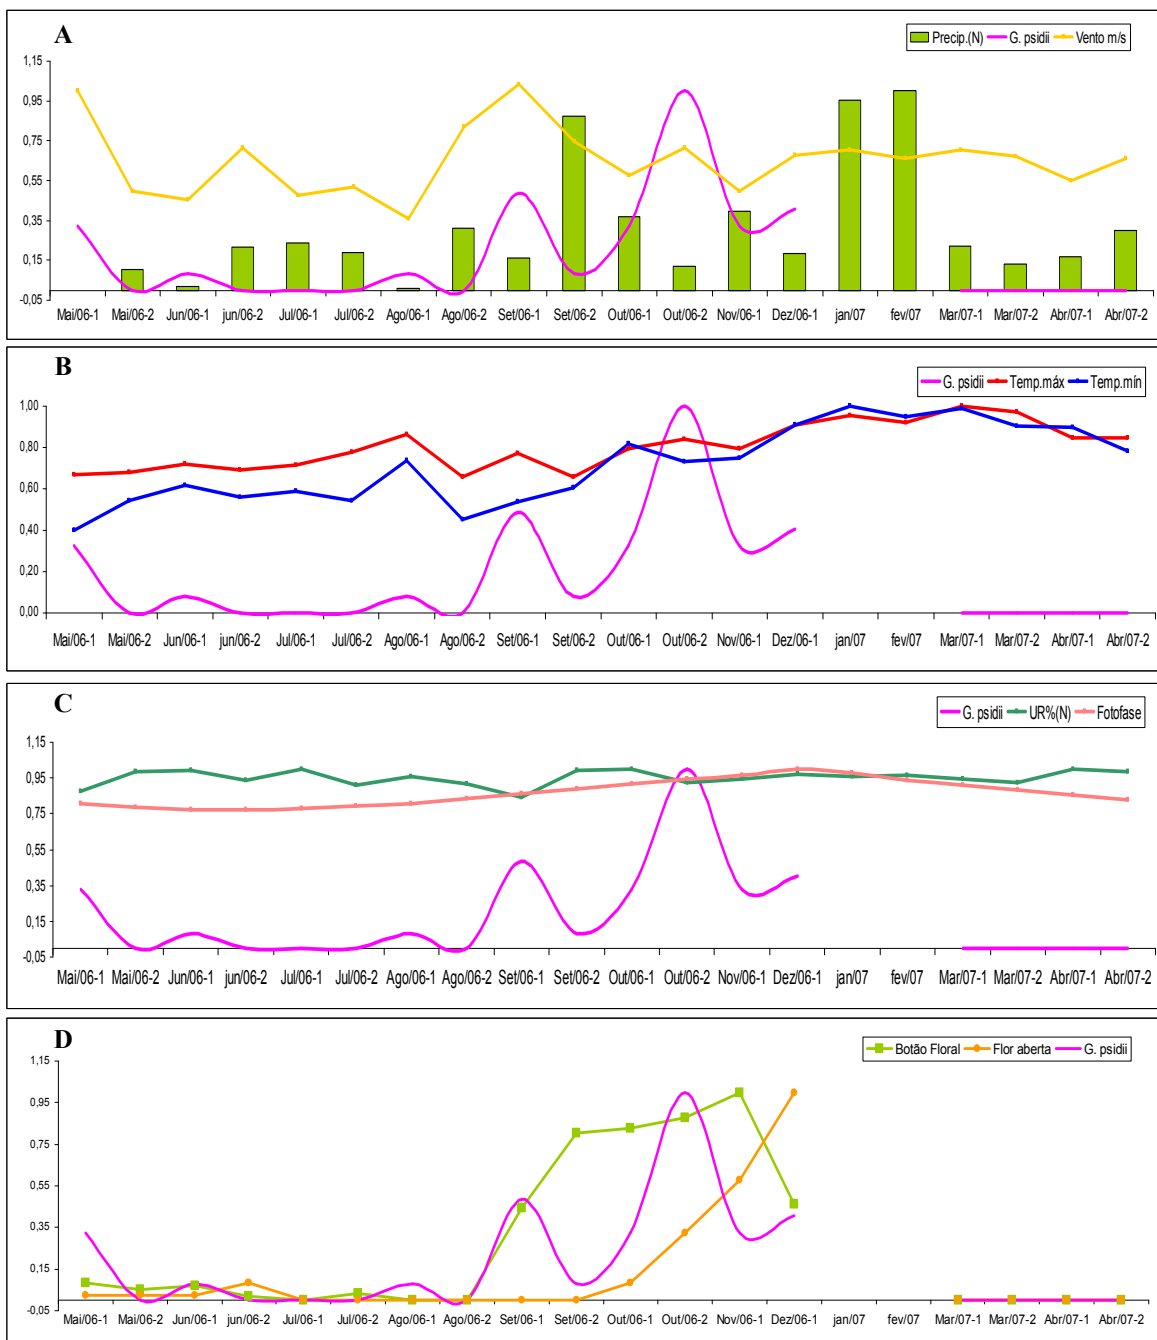 A
Precip.(N) G. psidii Vento m/s
1,15
0,95
0,75
0,55
0,35
0,15
-0,05
Mai/06-1 Mai/06-2 Jun/06-1 jun/06-2 Jul/06-1 Jul/06-2 Ago/06-1 Ago/06-2 Set/06-1 Set/06-2 Out/06-1 Out/06-2 Nov/06-1 Dez/06-1 jan/07 fev/07 Mar/07-1 Mar/07-2 Abr/07-1 Abr/07-2
B
G. psidii Temp.máx Temp.mín
1,00
0,80
0,60
0,40
0,20
0,00
Mai/06-1 Mai/06-2 Jun/06-1 jun/06-2 Jul/06-1 Jul/06-2 Ago/06-1 Ago/06-2 Set/06-1 Set/06-2 Out/06-1 Out/06-2 Nov/06-1 Dez/06-1 jan/07 fev/07 Mar/07-1 Mar/07-2 Abr/07-1 Abr/07-2
C
G. psidii UR%(N) Fotofase
1,15
0,95
0,75
0,55
0,35
0,15
-0,05
Mai/06-1 Mai/06-2 Jun/06-1 jun/06-2 Jul/06-1 Jul/06-2 Ago/06-1 Ago/06-2 Set/06-1 Set/06-2 Out/06-1 Out/06-2 Nov/06-1 Dez/06-1 jan/07 fev/07 Mar/07-1 Mar/07-2 Abr/07-1 Abr/07-2
D
Botão Floral Flor aberta G. psidii
1,15
0,95
0,75
0,55
0,35
0,15
-0,05
Mai/06-1 Mai/06-2 Jun/06-1 jun/06-2 Jul/06-1 Jul/06-2 Ago/06-1 Ago/06-2 Set/06-1 Set/06-2 Out/06-1 Out/06-2 Nov/06-1 Dez/06-1 jan/07 fev/07 Mar/07-1 Mar/07-2 Abr/07-1 Abr/07-2